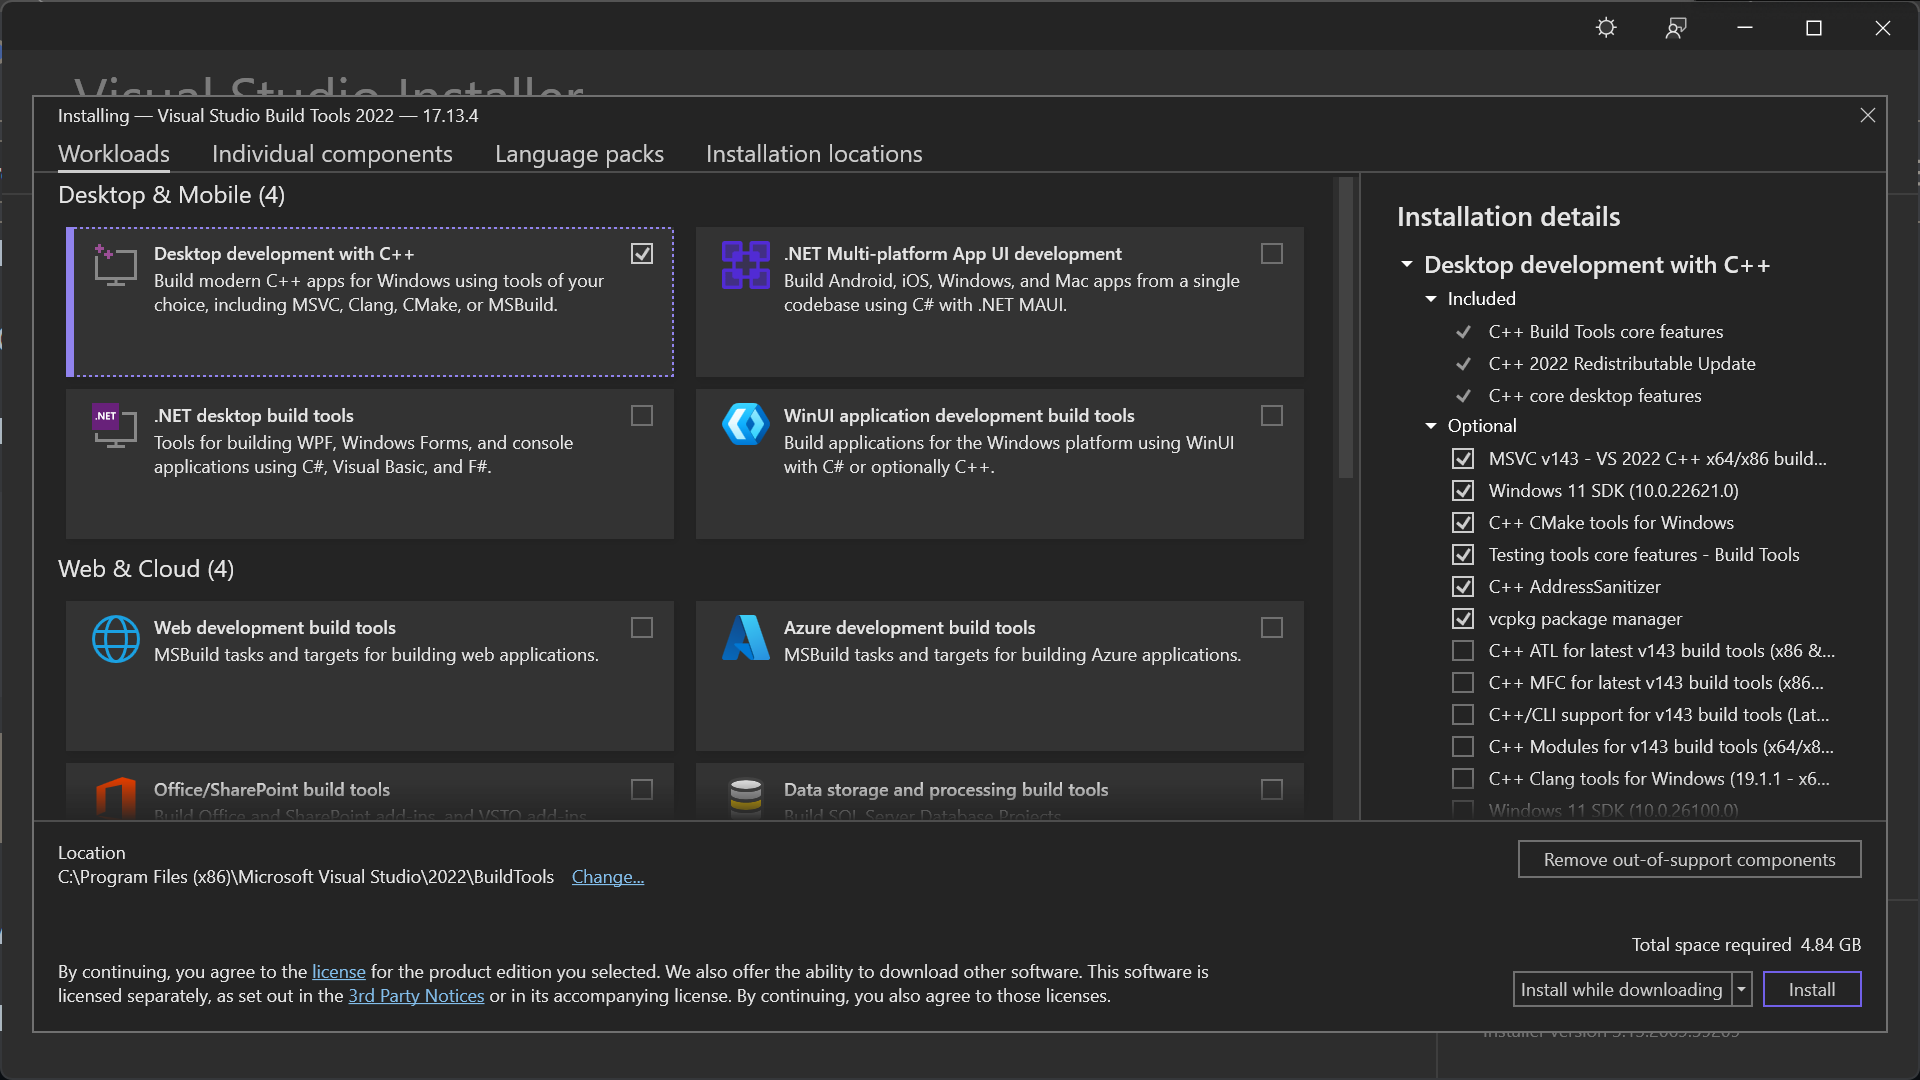 Visual Studio Installer
Installing — Visual Studio Build Tools 2022 — 17.13.4
Workloads
Individual components
Language packs
Installation locations
Desktop & Mobile (4)
Desktop development with C++
Build modern C++ apps for Windows using tools of your
choice, including MSVC, Clang, CMake, or MSBuild.
.NET Multi-platform App UI development
Build Android, iOS, Windows, and Mac apps from a single
codebase using C# with .NET MAUI.
.NET
.NET desktop build tools
Tools for building WPF, Windows Forms, and console
applications using C#, Visual Basic, and F#.
WinUI application development build tools
Build applications for the Windows platform using WinUI
with C# or optionally C++.
Web & Cloud (4)
Web development build tools
MSBuild tasks and targets for building web applications.
Azure development build tools
MSBuild tasks and targets for building Azure applications.
Office/SharePoint build tools
Build Office and SharePoint add-ins, and VSTO add-ins.
Data storage and processing build tools
Build SQL Server Database Projects
Installation details
Desktop development with C++
Included
C++ Build Tools core features
C++ 2022 Redistributable Update
C++ core desktop features
Optional
MSVC v143 - VS 2022 C++ x64/x86 build...
Windows 11 SDK (10.0.22621.0)
C++ CMake tools for Windows
Testing tools core features - Build Tools
C++ AddressSanitizer
vcpkg package manager
C++ ATL for latest v143 build tools (x86 &...
C++ MFC for latest v143 build tools (x86...
C++/CLI support for v143 build tools (Lat...
C++ Modules for v143 build tools (x64/x8...
C++ Clang tools for Windows (19.1.1 - x6...
Windows 11 SDK (10.0.26100.0)
Location
C:\Program Files (x86)\Microsoft Visual Studio\2022\BuildTools Change...
Remove out-of-support components
Total space required 4.84 GB
By continuing, you agree to the license for the product edition you selected. We also offer the ability to download other software. This software is
licensed separately, as set out in the 3rd Party Notices or in its accompanying license. By continuing, you also agree to those licenses.
Install while downloading
Install
Installer version